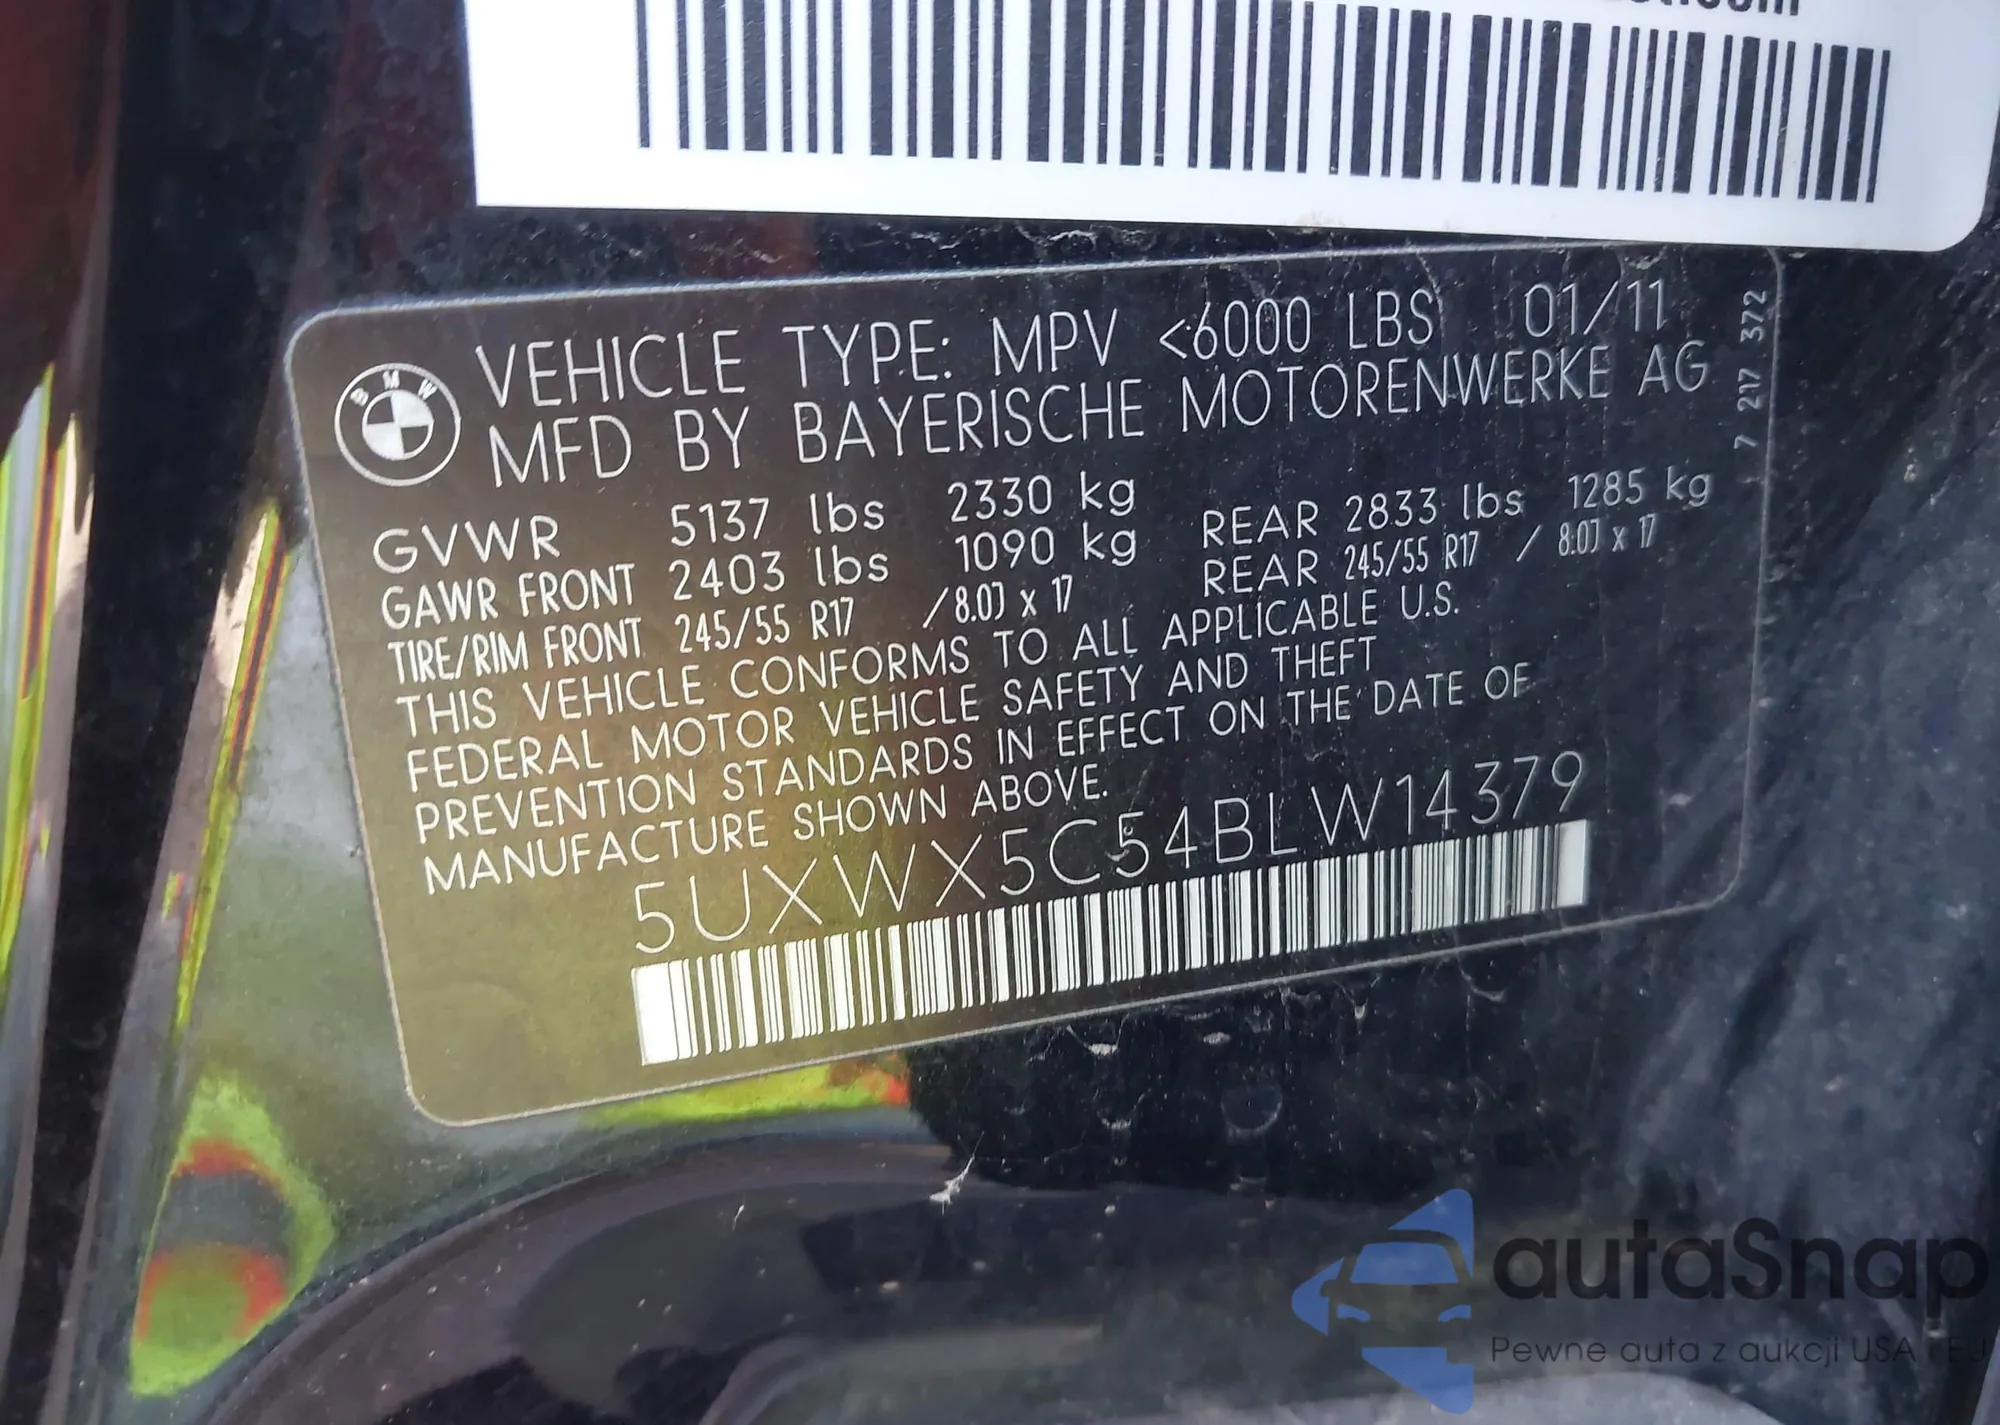 VEHICLE TYPE: MPV <6000 LBS 01/11
MFD BY BAYERISCHE MOTORENWERKE AG
7 217 372
GVWR 5137 lbs 2330 kg
GAWR FRONT 2403 lbs 1090 kg REAR 2833 lbs 1285 kg
TIRE/RIM FRONT 245/55 R17 /8.0J x 17 REAR 245/55 R17 / 8.0J x 17
THIS VEHICLE CONFORMS TO ALL APPLICABLE U.S.
FEDERAL MOTOR VEHICLE SAFETY AND THEFT
PREVENTION STANDARDS IN EFFECT ON THE DATE OF
MANUFACTURE SHOWN ABOVE.
5UXWX5C54BLW14379
BMW
autaSnap
Pewne auta z aukcji USA i EJ